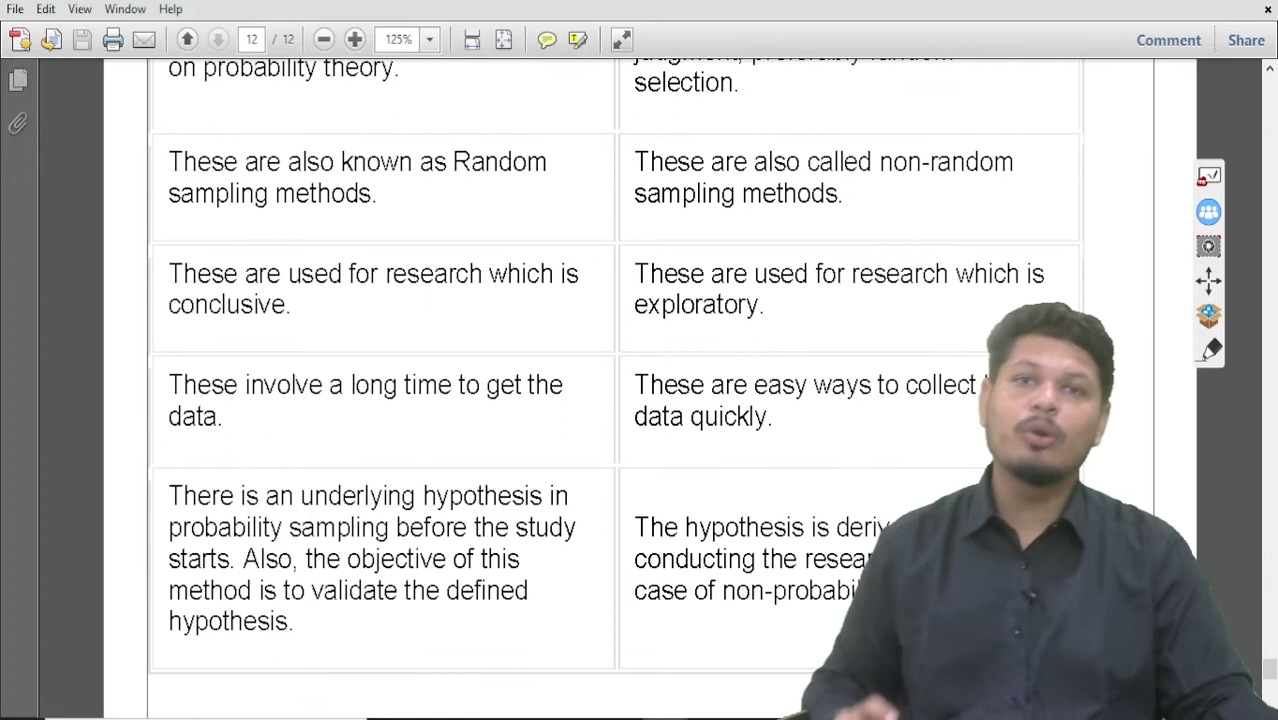 File Edit View Window Help
12 / 12 125% Comment Share
on probability theory.
selection.
These are also known as Random
sampling methods.
These are also called non-random
sampling methods.
These are used for research which is
conclusive.
These are used for research which is
exploratory.
These involve a long time to get the
data.
These are easy ways to collect
data quickly.
There is an underlying hypothesis in
probability sampling before the study
starts. Also, the objective of this
method is to validate the defined
hypothesis.
The hypothesis is
conducting the
case of